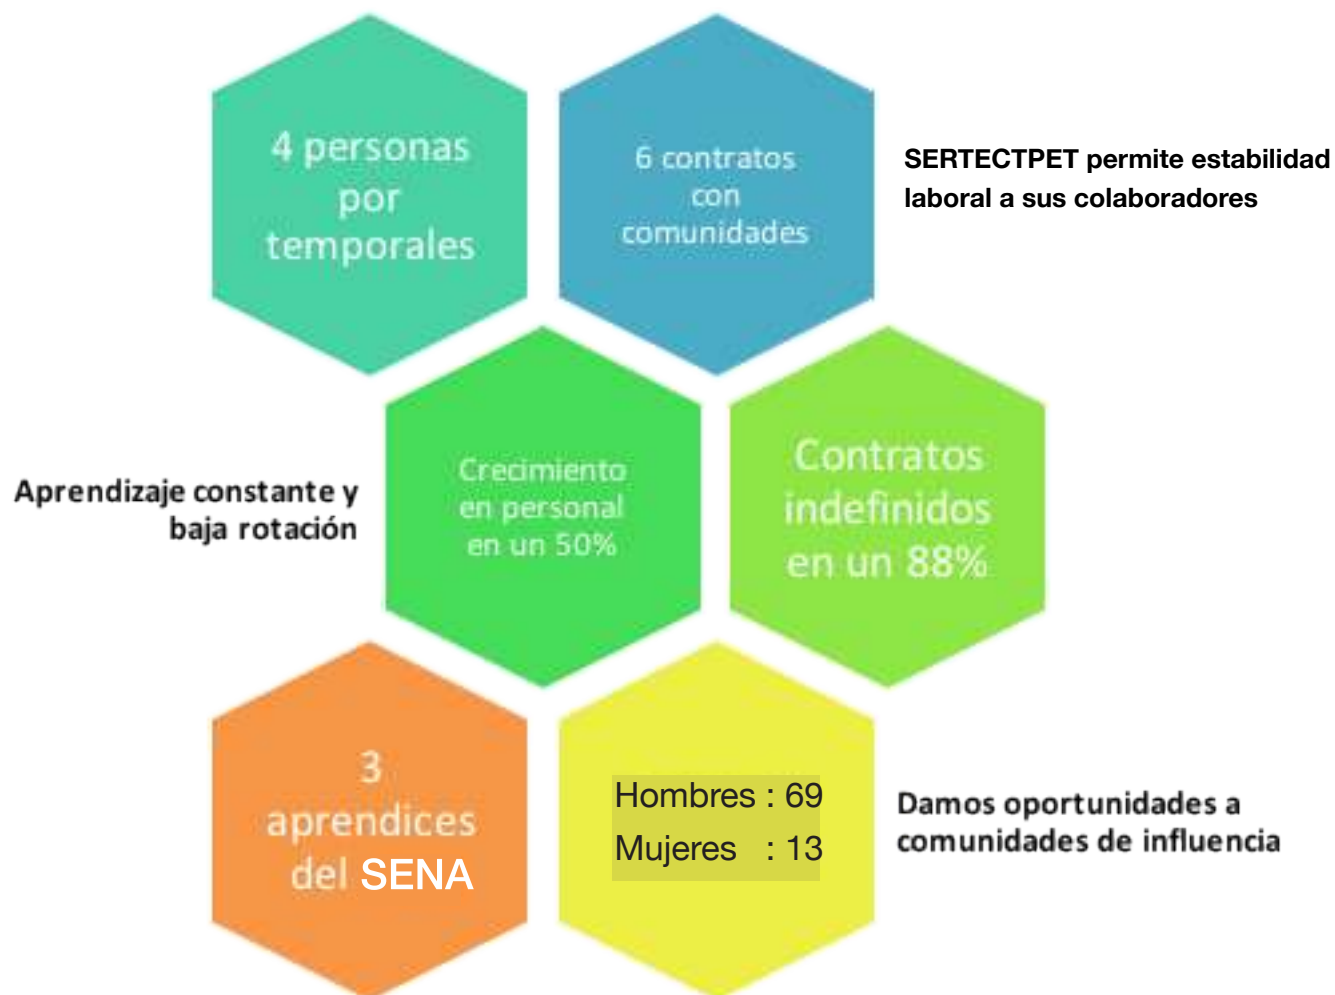 4 personas
por
temporales
6 contratos
con
comunidades
SERTECTPET permite estabilidad
laboral a sus colaboradores
Aprendizaje constante y
baja rotación
Crecimiento
en personal
en un 50%
Contratos
indefinidos
en un 88%
3
aprendices
del SENA
Hombres : 69
Mujeres : 13
Damos oportunidades a
comunidades de influencia